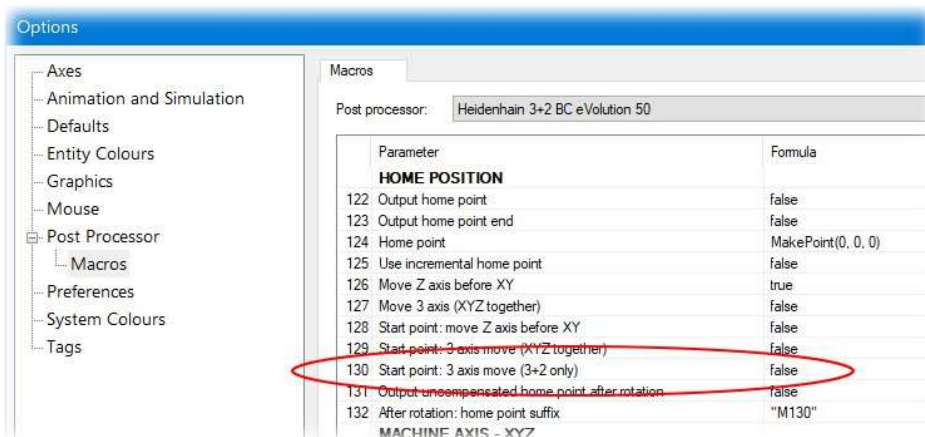 Options
Axes
Animation and Simulation
Defaults
Entity Colours
Graphics
Mouse
Post Processor
Macros
Preferences
System Colours
Tags
Macros
Post processor: Heidenhain 3+2 BC eVolution 50
Parameter Formula
HOME POSITION
122 Output home point false
123 Output home point end false
124 Home point MakePoint(0, 0, 0)
125 Use incremental home point false
126 Move Z axis before XY true
127 Move 3 axis (XYZ together) false
128 Start point: move Z axis before XY false
129 Start point: 3 axis move (XYZ together) false
130 Start point: 3 axis move (3+2 only) false
131 Output uncompensated home point after rotation false
132 After rotation: home point suffix "M130"
MACHINE AXIS - XYZ